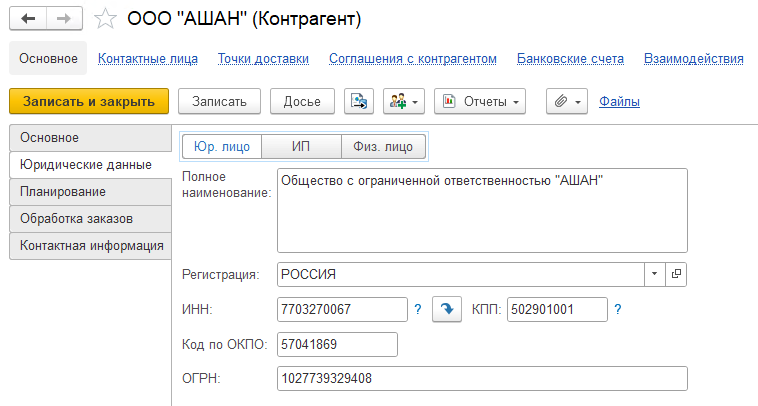 ООО "АШАН" (Контрагент)
Основное Контактные лица Точки доставки Соглашения с контрагентом Банковские счета Взаимодействия
Записать и закрыть Записать Досье Отчеты Файлы
Основное
Юридические данные
Планирование
Обработка заказов
Контактная информация
Юр. лицо ИП Физ. лицо
Полное
наименование: Общество с ограниченной ответственностью "АШАН"
Регистрация: РОССИЯ
ИНН: 7703270067 ? КПП: 502901001 ?
Код по ОКПО: 57041869
ОГРН: 1027739329408